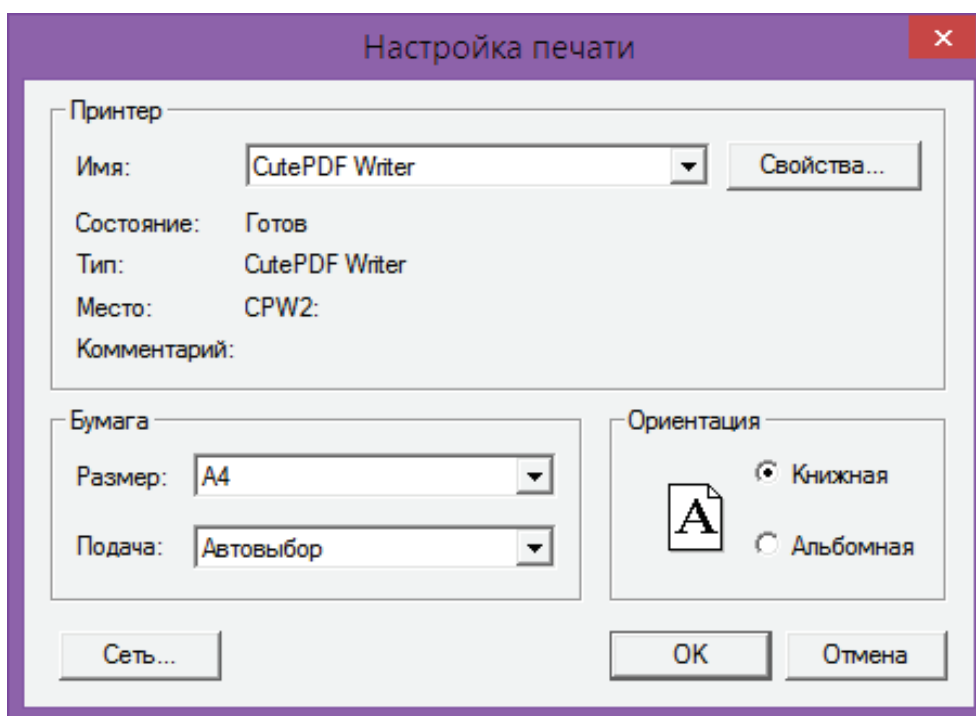 Настройка печати
Принтер
Имя: CutePDF Writer Свойства...
Состояние: Готов
Тип: CutePDF Writer
Место: CPW2:
Комментарий:
Бумага
Размер: A4
Подача: Автовыбор
Ориентация
A
Книжная
Альбомная
Сеть... OK Отмена